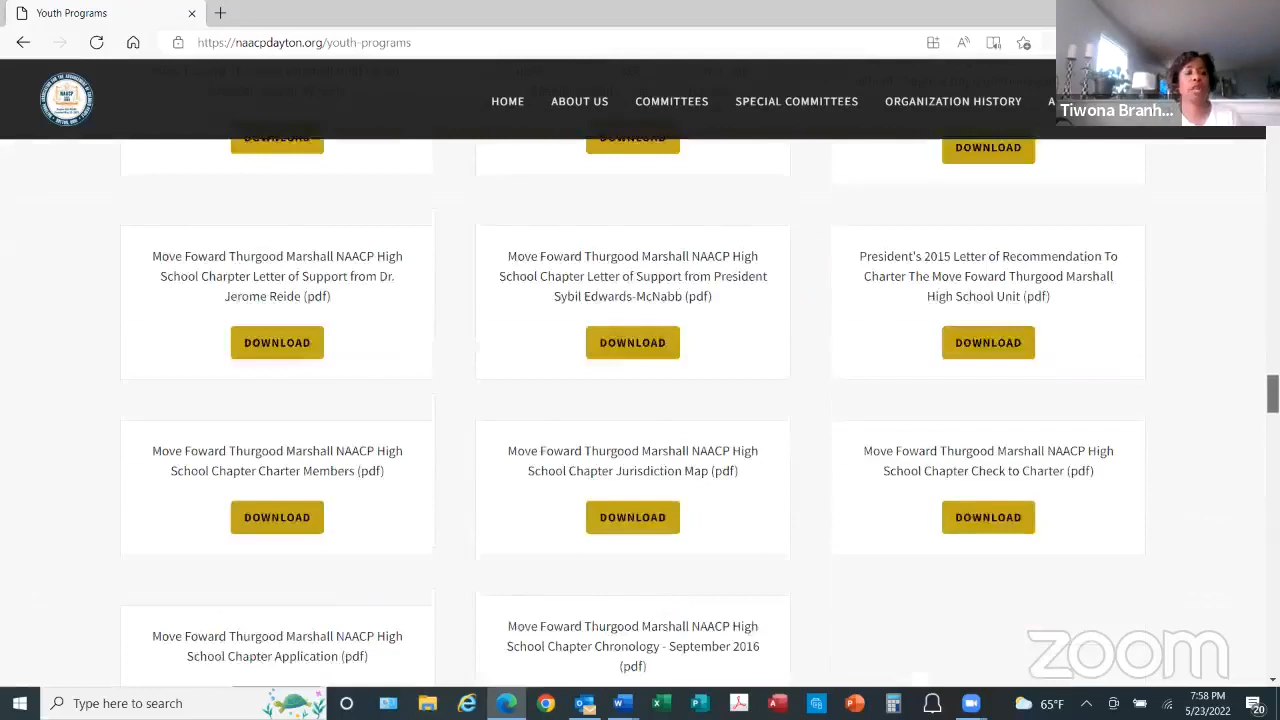 Youth Programs
https://naacpdayton.org/youth-programs
Tiwona Branh...
HOME
ABOUT US
COMMITTEES
SPECIAL COMMITTEES
ORGANIZATION HISTORY
A
NAACP
DOWNLOAD
DOWNLOAD
DOWNLOAD
Move Foward Thurgood Marshall NAACP High
School Charpter Letter of Support from Dr.
Jerome Reide (pdf)
DOWNLOAD
Move Foward Thurgood Marshall NAACP High
School Chapter Letter of Support from President
Sybil Edwards-McNabb (pdf)
DOWNLOAD
President's 2015 Letter of Recommendation To
Charter The Move Foward Thurgood Marshall
High School Unit (pdf)
DOWNLOAD
Move Foward Thurgood Marshall NAACP High
School Chapter Charter Members (pdf)
DOWNLOAD
Move Foward Thurgood Marshall NAACP High
School Chapter Jurisdiction Map (pdf)
DOWNLOAD
Move Foward Thurgood Marshall NAACP High
School Chapter Check to Charter (pdf)
DOWNLOAD
Move Foward Thurgood Marshall NAACP High
School Chapter Application (pdf)
Move Foward Thurgood Marshall NAACP High
School Chapter Chronology - September 2016
(pdf)
zoom
Type here to search
65°F
7:58 PM
5/23/2022
20